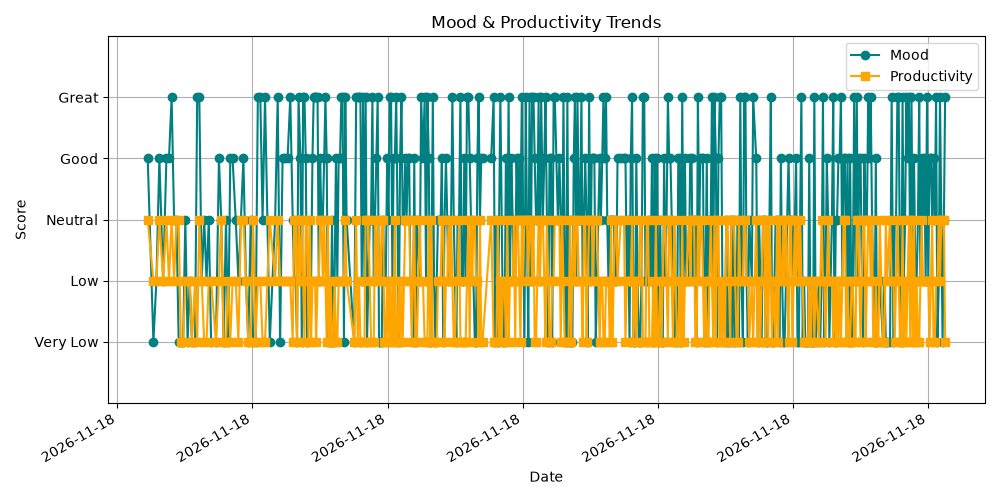 Mood & Productivity Trends
Mood
Productivity
Great
Good
Neutral
Low
Very Low
Score
2026-11-18
2026-11-18
2026-11-18
2026-11-18
2026-11-18
2026-11-18
2026-11-18
Date